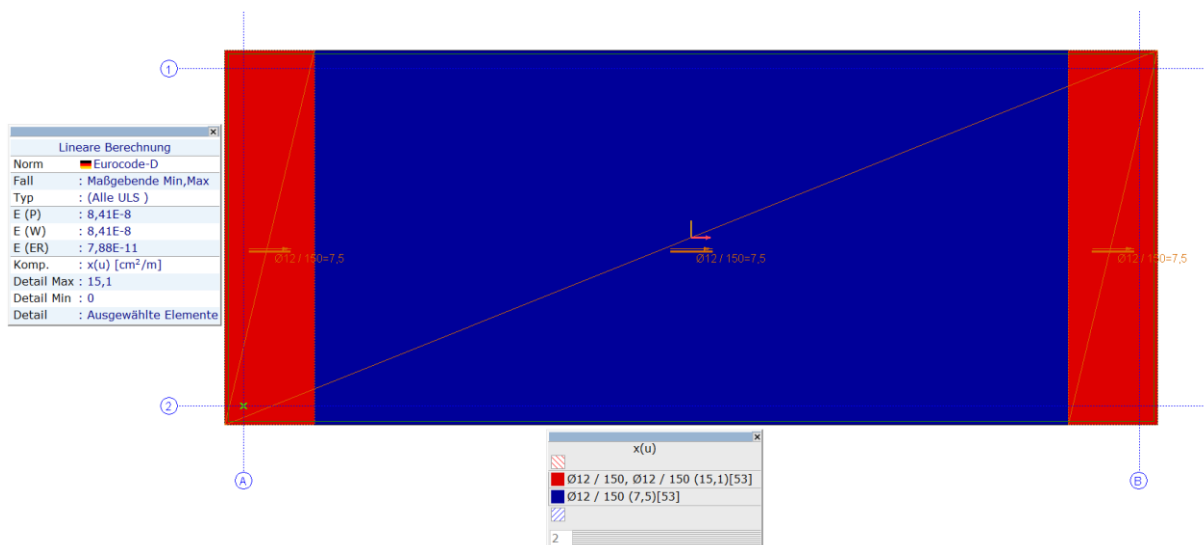 1
Lineare Berechnung
Norm Eurocode-D
Fall : Maßgebende Min,Max
Typ : (Alle ULS )
E (P) : 8,41E-8
E (W) : 8,41E-8
E (ER) : 7,88E-11
Komp. : x(u) [cm²/m]
Detail Max : 15,1
Detail Min : 0
Detail : Ausgewählte Elemente
Ø12 / 150=7,5
Ø12 / 150=7,5
Ø12 / 150=7,5
2
x(u)
Ø12 / 150, Ø12 / 150 (15,1)[53]
Ø12 / 150 (7,5)[53]
2
A
B